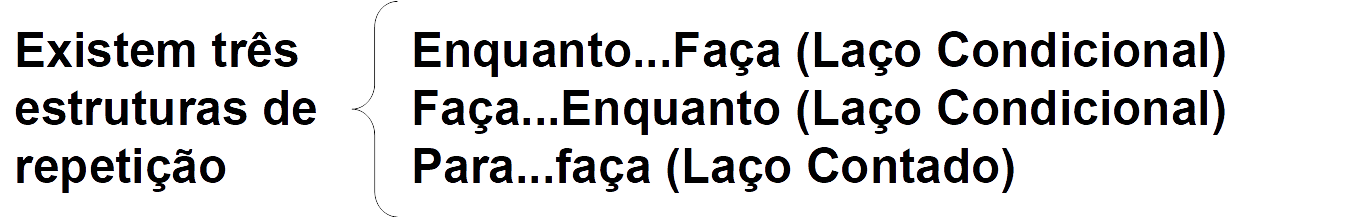 Existem três
estruturas de
repetição
Enquanto...Faça (Laço Condicional)
Faça...Enquanto (Laço Condicional)
Para...faça (Laço Contado)